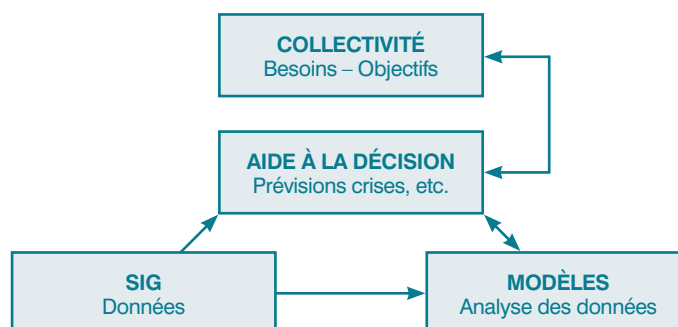 COLLECTIVITÉ
Besoins – Objectifs
AIDE À LA DÉCISION
Prévisions crises, etc.
SIG
Données
MODÈLES
Analyse des données